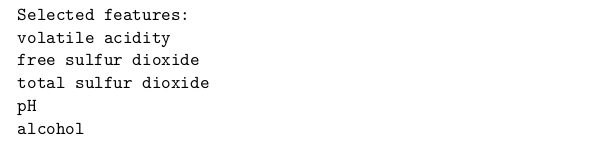 Selected features:
volatile acidity
free sulfur dioxide
total sulfur dioxide
pH
alcohol